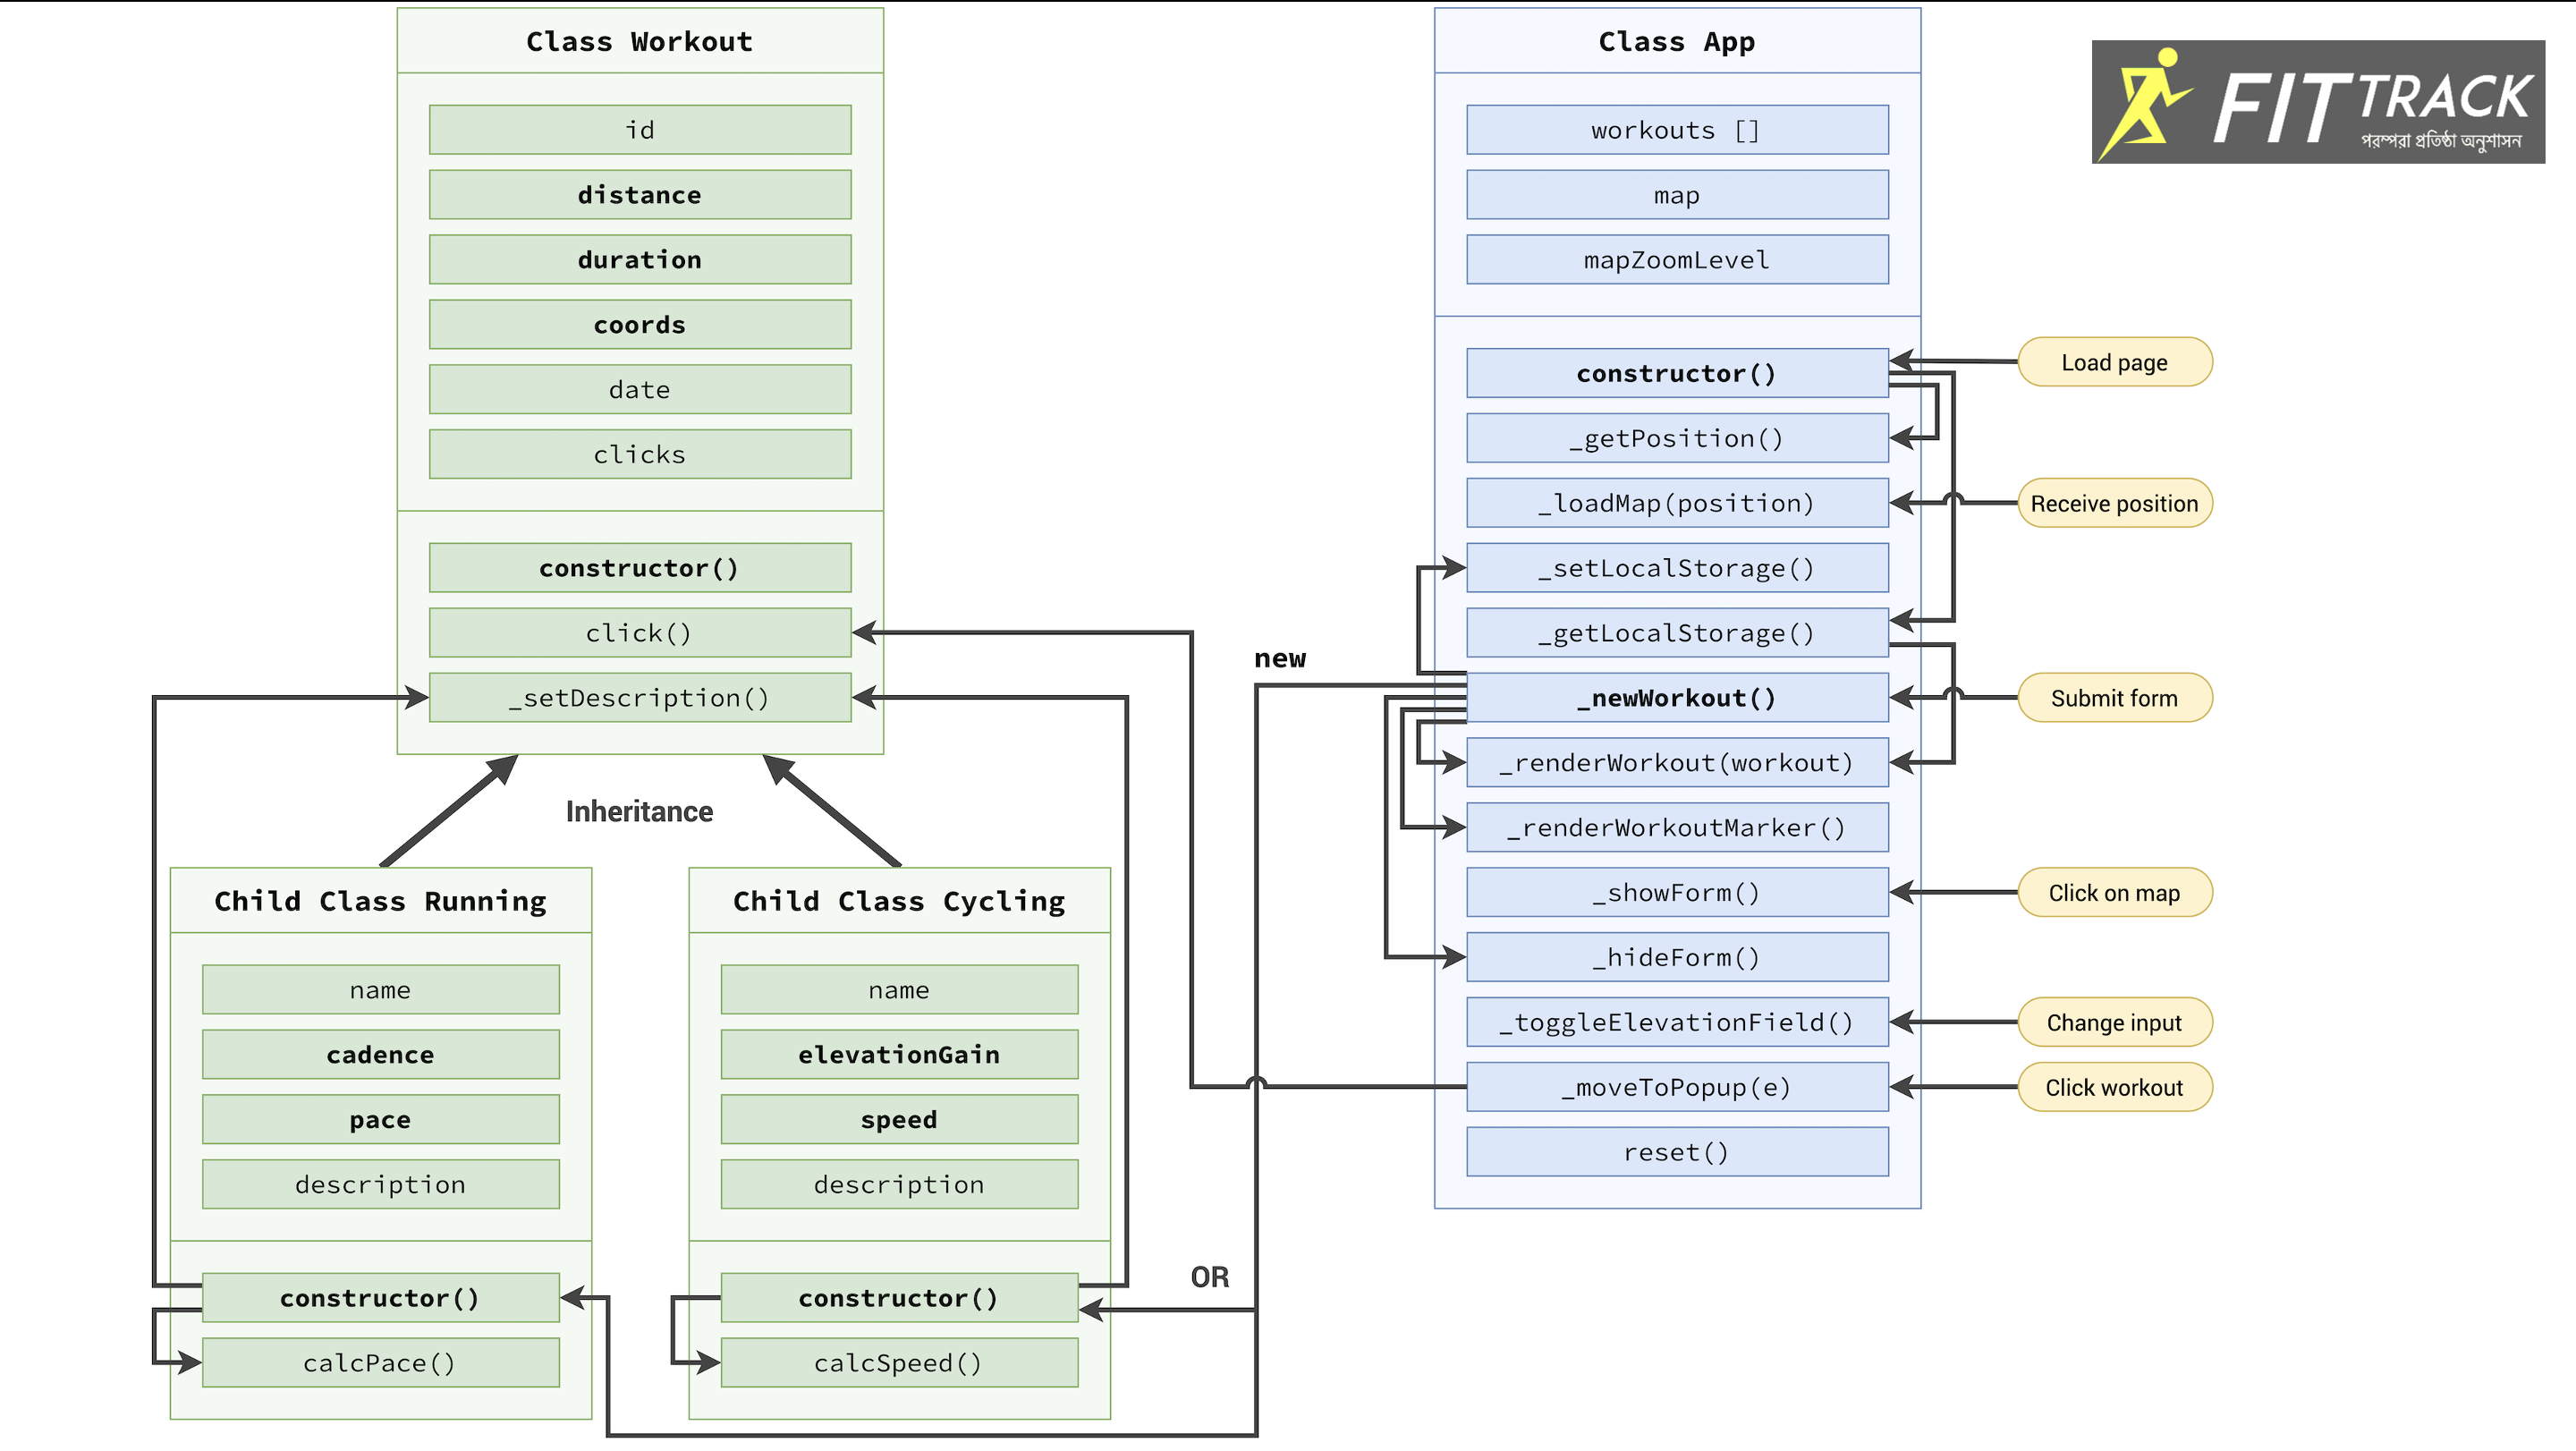 Class Workout
id
distance
duration
coords
date
clicks
constructor()
click()
_setDescription()
Inheritance
Child Class Running
name
cadence
pace
description
constructor()
calcPace()
Child Class Cycling
name
elevationGain
speed
description
constructor()
calcSpeed()
new
OR
Class App
workouts []
map
mapZoomLevel
constructor()
_getPosition()
_loadMap(position)
_setLocalStorage()
_getLocalStorage()
_newWorkout()
_renderWorkout(workout)
_renderWorkoutMarker()
_showForm()
_hideForm()
_toggleElevationField()
_moveToPopup(e)
reset()
Load page
Receive position
Submit form
Click on map
Change input
Click workout
FIT TRACK
পরম্পরা প্রতিষ্ঠা অনুশাসন